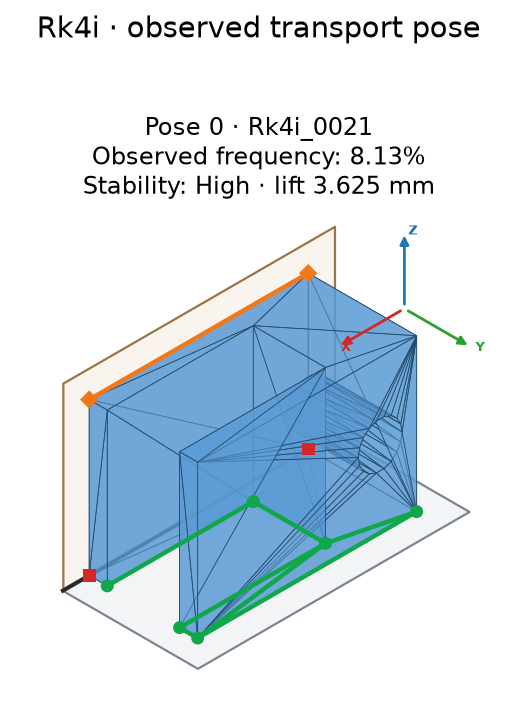 Rk4i · observed transport pose
Pose 0 · Rk4i_0021
Observed frequency: 8.13%
Stability: High · lift 3.625 mm
Z
X
Y